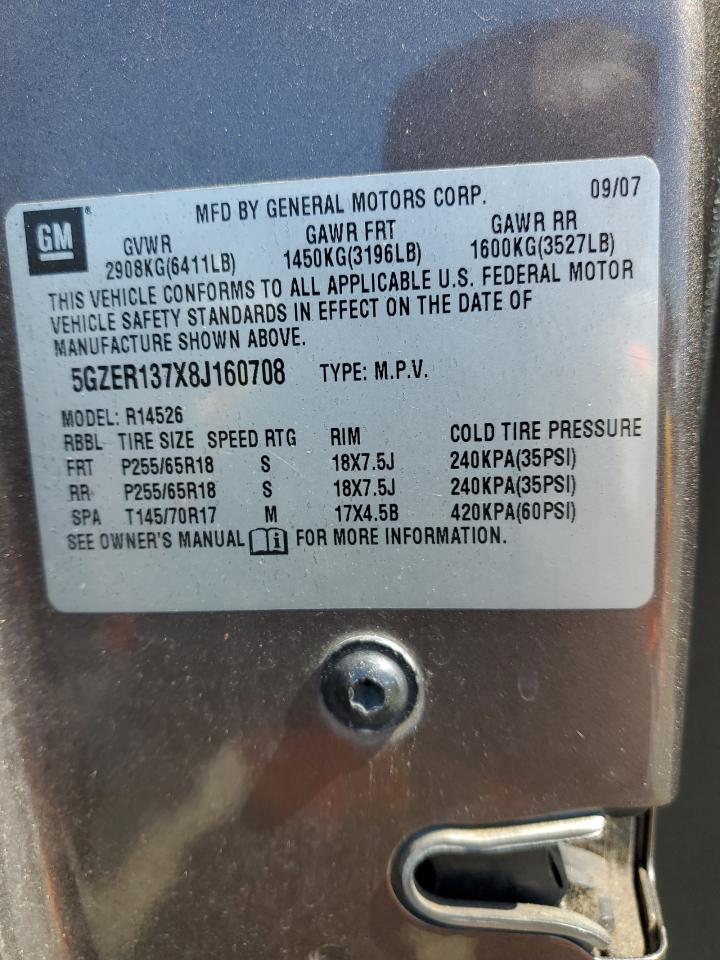 GM
MFD BY GENERAL MOTORS CORP. 09/07
GVWR GAWR FRT GAWR RR
2908KG(6411LB) 1450KG(3196LB) 1600KG(3527LB)
THIS VEHICLE CONFORMS TO ALL APPLICABLE U.S. FEDERAL MOTOR
VEHICLE SAFETY STANDARDS IN EFFECT ON THE DATE OF
MANUFACTURE SHOWN ABOVE.
5GZER137X8J160708 TYPE: M.P.V.
MODEL: R14526
RBBL TIRE SIZE SPEED RTG RIM COLD TIRE PRESSURE
FRT P255/65R18 S 18X7.5J 240KPA(35PSI)
RR P255/65R18 S 18X7.5J 240KPA(35PSI)
SPA T145/70R17 M 17X4.5B 420KPA(60PSI)
SEE OWNER'S MANUAL i FOR MORE INFORMATION.